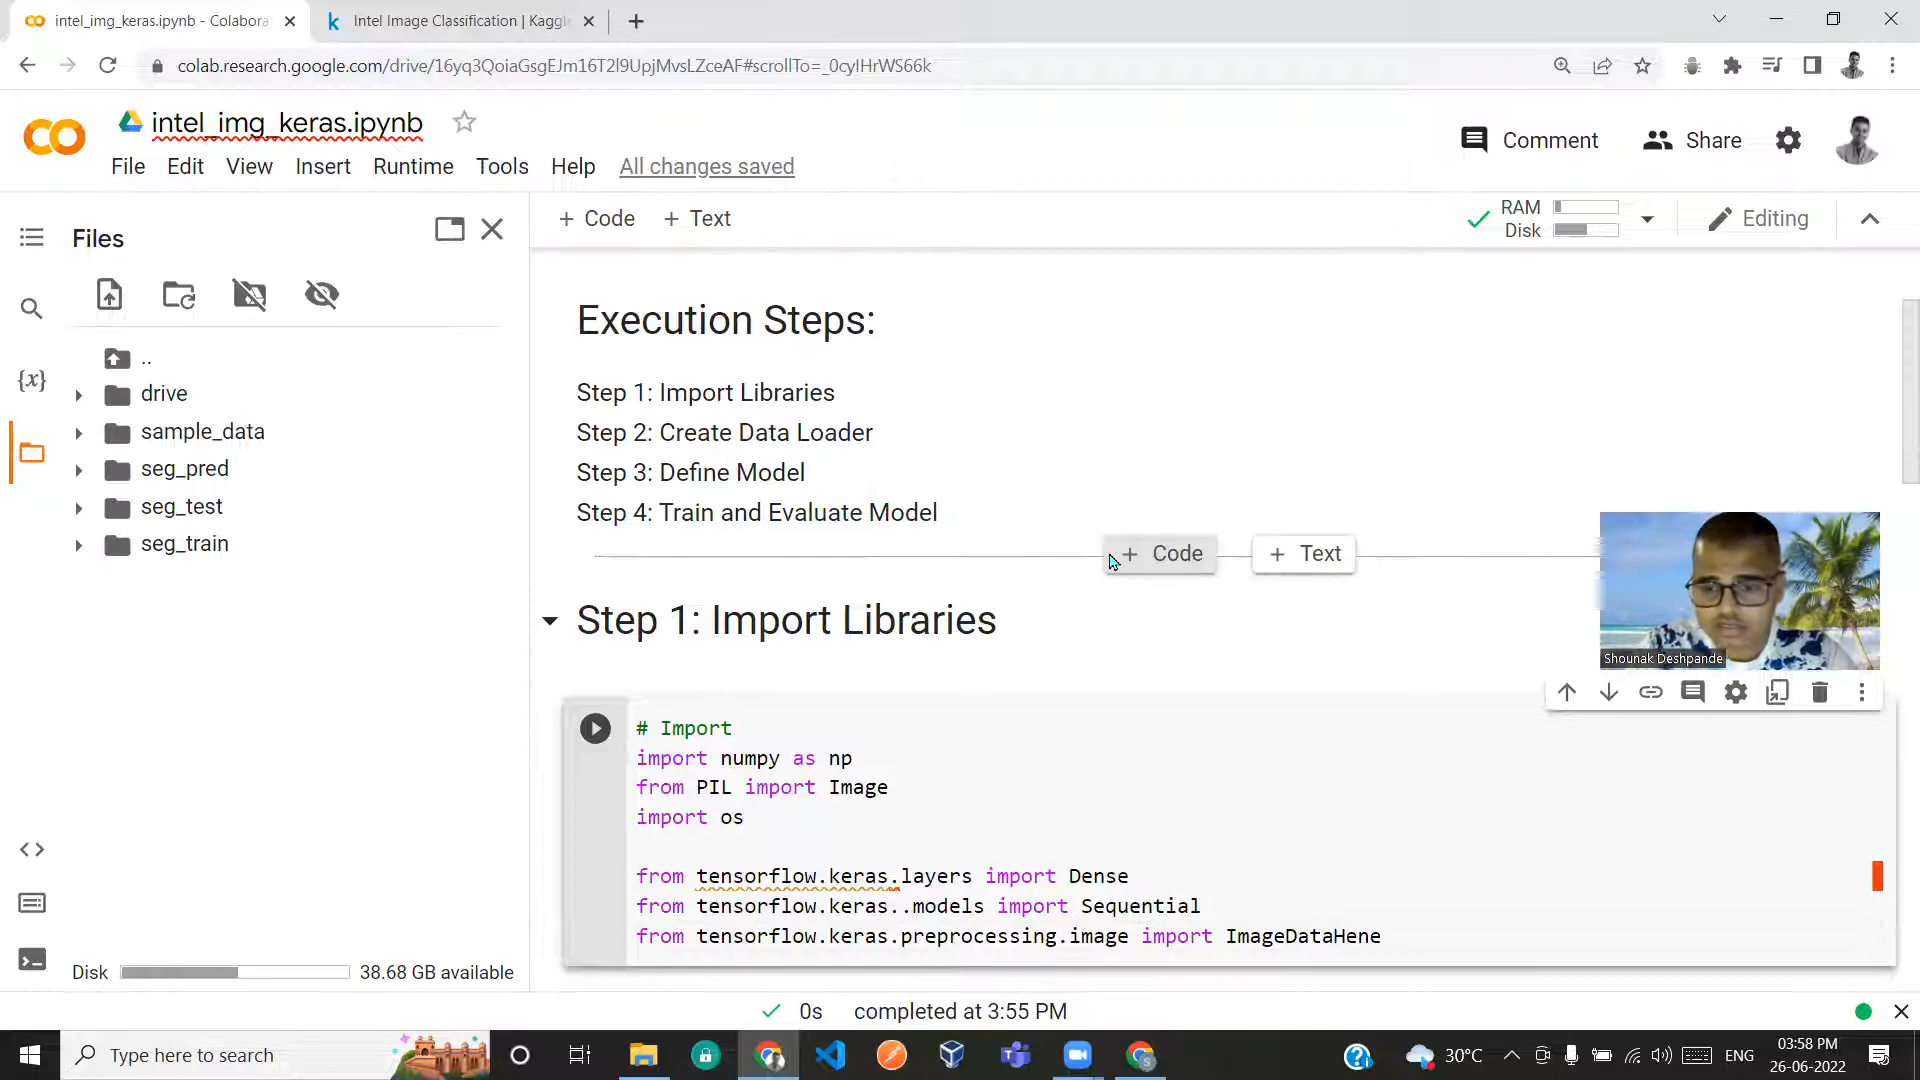 intel_img_keras.ipynb - Colabora
Intel Image Classification | Kaggle
colab.research.google.com/drive/16yq3QoiaGsgEJm16T2l9UpjMvsLZceAF#scrollTo=_0cyIHrWS66k
intel_img_keras.ipynb
File Edit View Insert Runtime Tools Help All changes saved
Comment Share
Files
+ Code + Text
RAM
Disk
Editing
..
drive
sample_data
seg_pred
seg_test
seg_train
Disk 38.68 GB available
Execution Steps:
Step 1: Import Libraries
Step 2: Create Data Loader
Step 3: Define Model
Step 4: Train and Evaluate Model
+ Code + Text
Step 1: Import Libraries
Shounak Deshpande
# Import
import numpy as np
from PIL import Image
import os
from tensorflow.keras.layers import Dense
from tensorflow.keras..models import Sequential
from tensorflow.keras.preprocessing.image import ImageDataHene
0s completed at 3:55 PM
Type here to search
30°C
ENG
03:58 PM
26-06-2022